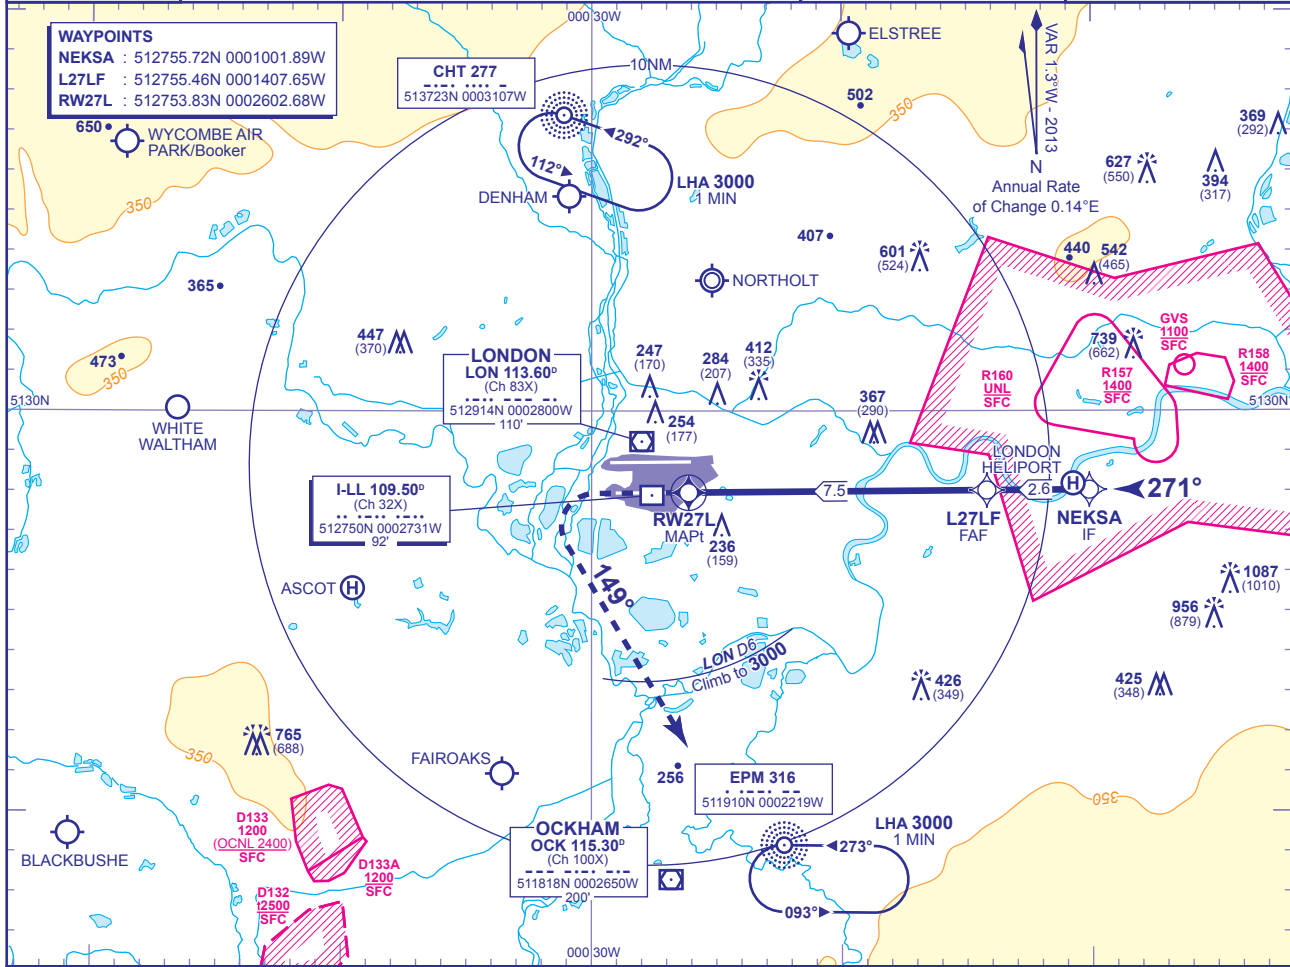 WAYPOINTS
NEKSA : 512755.72N 0001001.89W
L27LF : 512755.46N 0001407.65W
RW27L : 512753.83N 0002602.68W
000 30W
ELSTREE
10NM
CHT 277
513723N 0003107W
VAR 1.3°W - 2013
N
Annual Rate
of Change 0.14°E
650
WYCOMBE AIR
PARK/Booker
350
502
350
369
(292)
627
(550)
394
(317)
292°
112°
LHA 3000
1 MIN
DENHAM
407
601
(524)
440
542
(465)
365
NORTHOLT
447
(370)
473
350
LONDON
LON 113.60D
(Ch 83X)
512914N 0002800W
110'
247
(170)
284
(207)
412
(335)
254
(177)
367
(290)
739
(662)
GVS
1100
SFC
R158
1400
SFC
R160
UNL
SFC
R157
1400
SFC
5130N
5130N
WHITE
WALTHAM
LONDON
HELIPORT
H
I-LL 109.50D
(Ch 32X)
512750N 0002731W
92'
7.5
2.6
271°
RW27L
MAPt
L27LF
FAF
NEKSA
IF
236
(159)
ASCOT H
149°
1087
(1010)
956
(879)
LON D6
Climb to 3000
426
(349)
425
(348)
765
(688)
350
FAIROAKS
256
EPM 316
511910N 0002219W
350
D133
1200
(OCNL 2400)
SFC
BLACKBUSHE
D133A
1200
SFC
D132
12500
SFC
OCKHAM
OCK 115.30D
(Ch 100X)
511818N 0002650W
200'
LHA 3000
1 MIN
273°
093°
000 30W